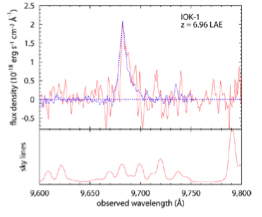 2.5
2
1.5
1
0.5
0
-0.5
flux density (10⁻¹⁸ erg s⁻¹ cm⁻² Å⁻¹)
IOK-1
z = 6.96 LAE
sky lines
9,600
9,650
9,700
9,750
9,800
observed wavelength (Å)